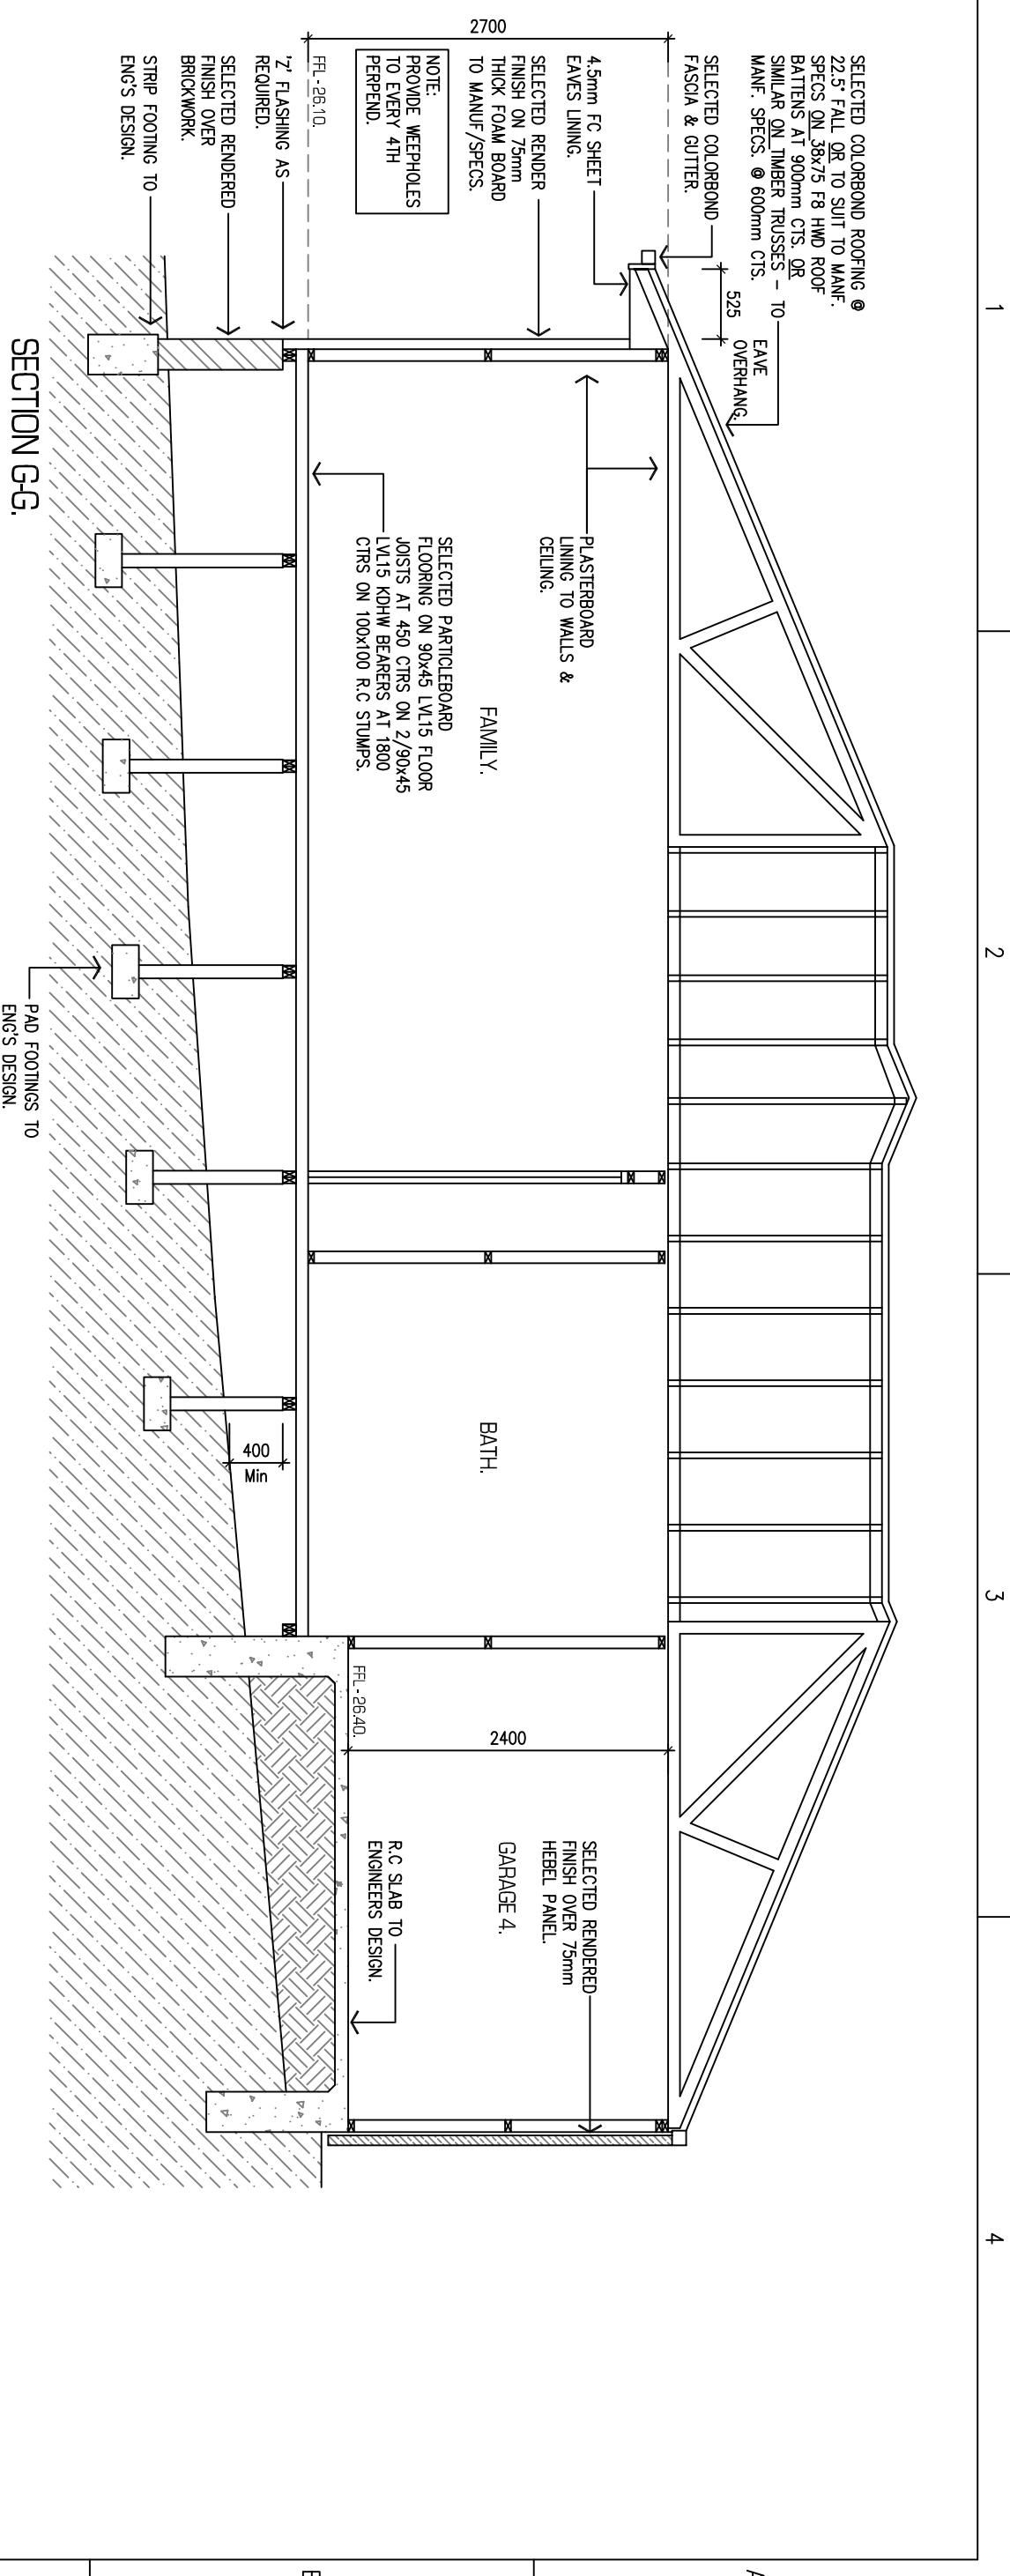 1
2
3
4
SELECTED COLORBOND ROOFING @
22.5° FALL OR TO SUIT TO MANF.
SPECS ON 38x75 F8 HWD ROOF
BATTENS AT 900mm CTS. OR
SIMILAR ON TIMBER TRUSSES - TO
MANF. SPECS. @ 600mm CTS.
EAVE
OVERHANG.
525
SELECTED COLORBOND
FASCIA & GUTTER.
4.5mm FC SHEET
EAVES LINING.
SELECTED RENDER
FINISH ON 75mm
THICK FOAM BOARD
TO MANUF/SPECS.
2700
NOTE:
PROVIDE WEEPHOLES
TO EVERY 4TH
PERPEND.
FFL - 26.10.
'Z' FLASHING AS
REQUIRED.
SELECTED RENDERED
FINISH OVER
BRICKWORK.
STRIP FOOTING TO
ENG'S DESIGN.
PLASTERBOARD
LINING TO WALLS &
CEILING.
FAMILY.
SELECTED PARTICLEBOARD
FLOORING ON 90x45 LVL15 FLOOR
JOISTS AT 450 CTRS ON 2/90x45
LVL15 KDHW BEARERS AT 1800
CTRS ON 100x100 R.C STUMPS.
BATH.
400
Min
SELECTED RENDERED
FINISH OVER 75mm
HEBEL PANEL.
GARAGE 4.
2400
FFL - 26.40.
R.C SLAB TO
ENGINEERS DESIGN.
PAD FOOTINGS TO
ENG'S DESIGN.
SECTION G-G.